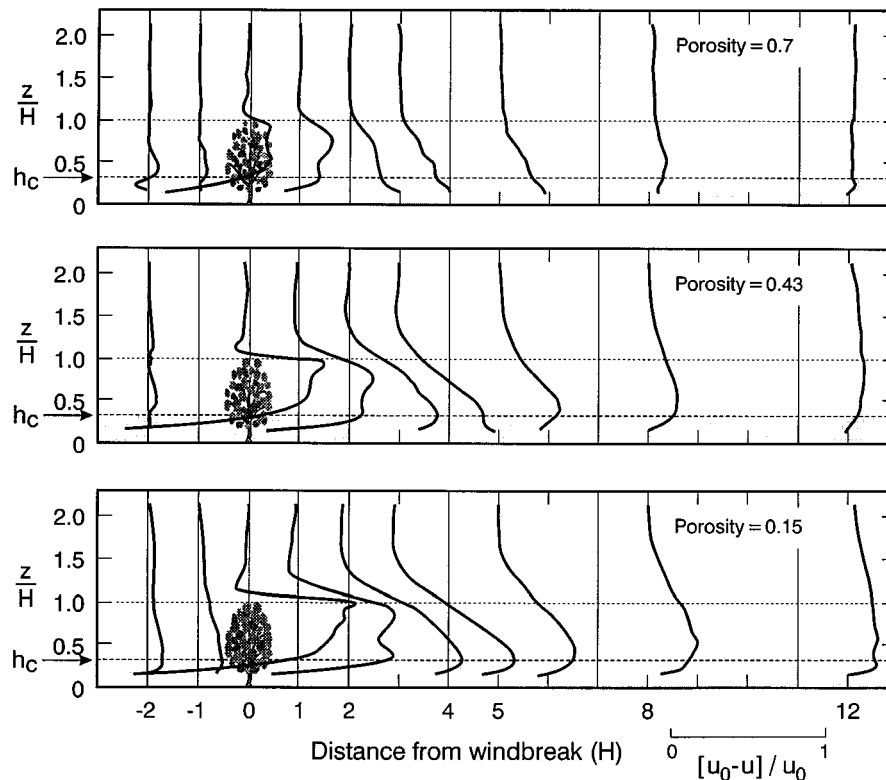 2.0
Porosity = 0.7
1.5
z/H
1.0
0.5
hc
0
2.0
Porosity = 0.43
1.5
z/H
1.0
0.5
hc
0
2.0
Porosity = 0.15
1.5
z/H
1.0
0.5
hc
0
-2 -1 0 1 2 3 5 8 12
Distance from windbreak (H)
0 1
[u0-u] / u0